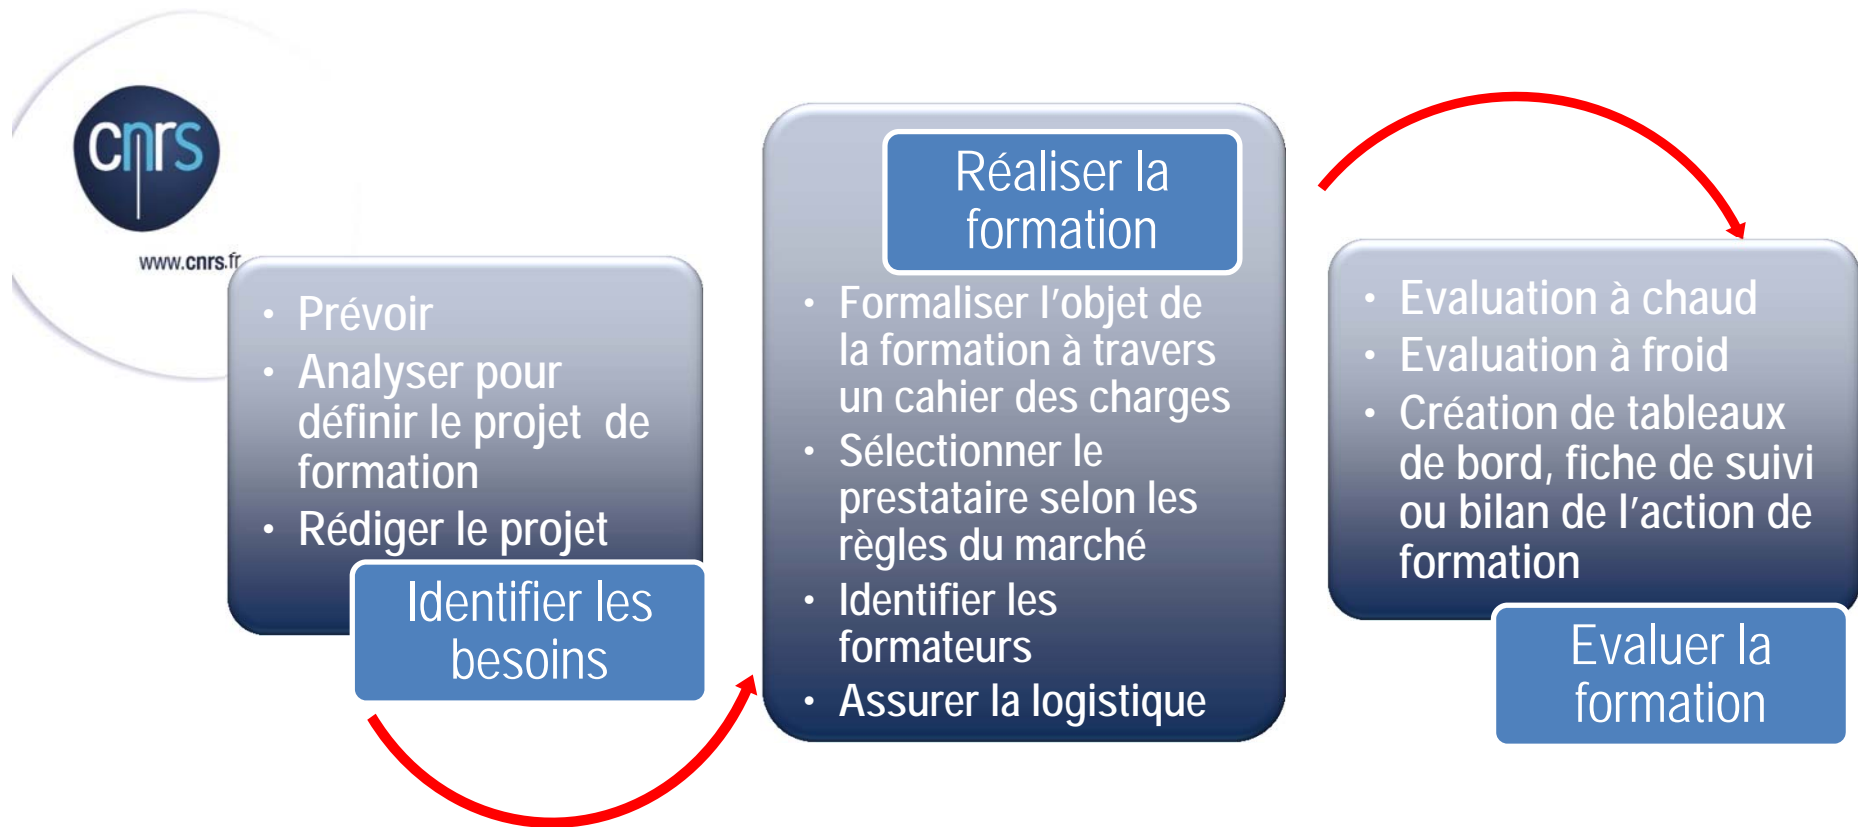 cnrs
www.cnrs.fr
• Prévoir
• Analyser pour
définir le projet de
formation
• Rédiger le projet
Identifier les
besoins
Réaliser la
formation
• Formaliser l’objet de
la formation à travers
un cahier des charges
• Sélectionner le
prestataire selon les
règles du marché
• Identifier les
formateurs
• Assurer la logistique
• Evaluation à chaud
• Evaluation à froid
• Création de tableaux
de bord, fiche de suivi
ou bilan de l’action de
formation
Evaluer la
formation